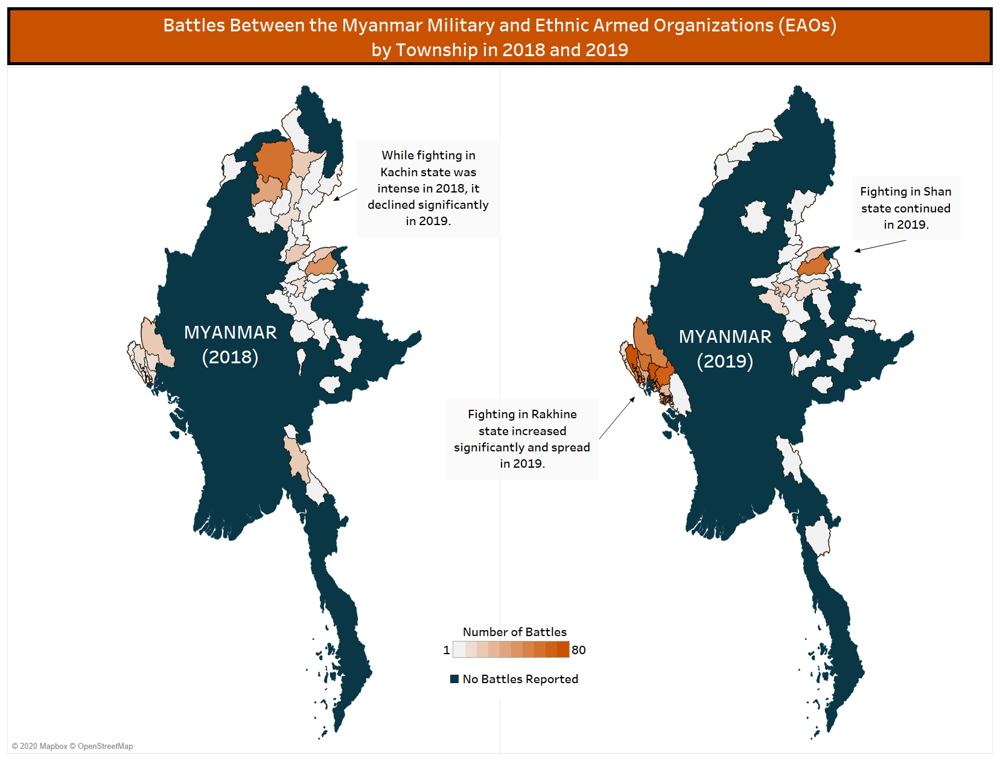 Battles Between the Myanmar Military and Ethnic Armed Organizations (EAOs)
by Township in 2018 and 2019
While fighting in
Kachin state was
intense in 2018, it
declined significantly
in 2019.
Fighting in Shan
state continued
in 2019.
MYANMAR
(2018)
MYANMAR
(2019)
Fighting in Rakhine
state increased
significantly and spread
in 2019.
Number of Battles
1 80
No Battles Reported
© 2020 Mapbox © OpenStreetMap